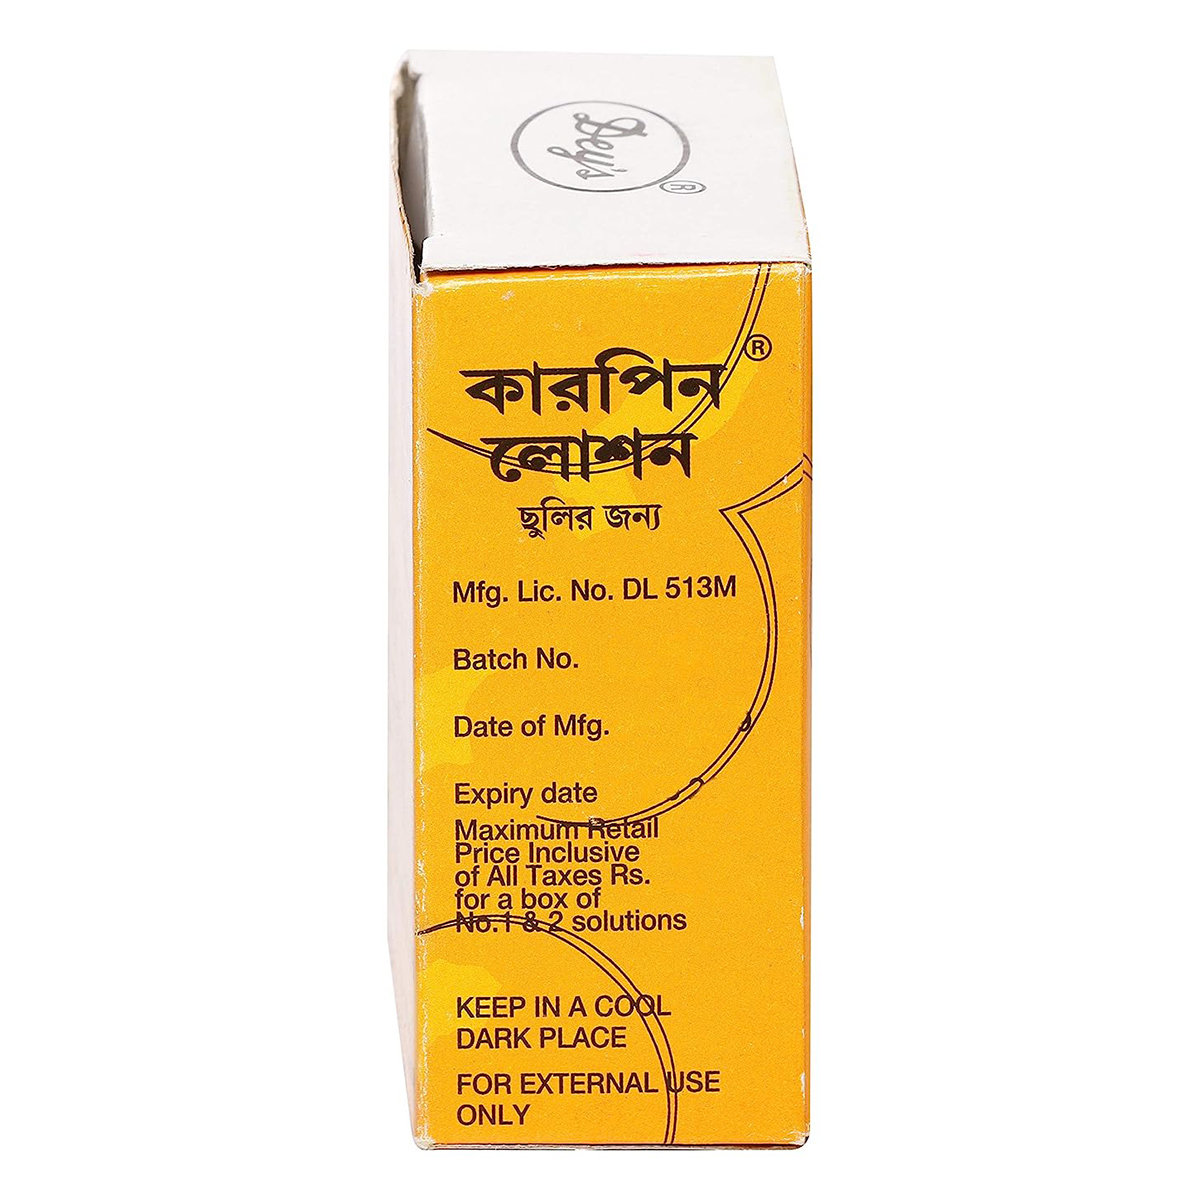 Dey's ®
কারপিন ®
লোশন
ছুলির জন্য
Mfg. Lic. No. DL 513M
Batch No.
Date of Mfg.
Expiry date
Maximum Retail
Price Inclusive
of All Taxes Rs.
for a box of
No.1 & 2 solutions
KEEP IN A COOL
DARK PLACE
FOR EXTERNAL USE
ONLY